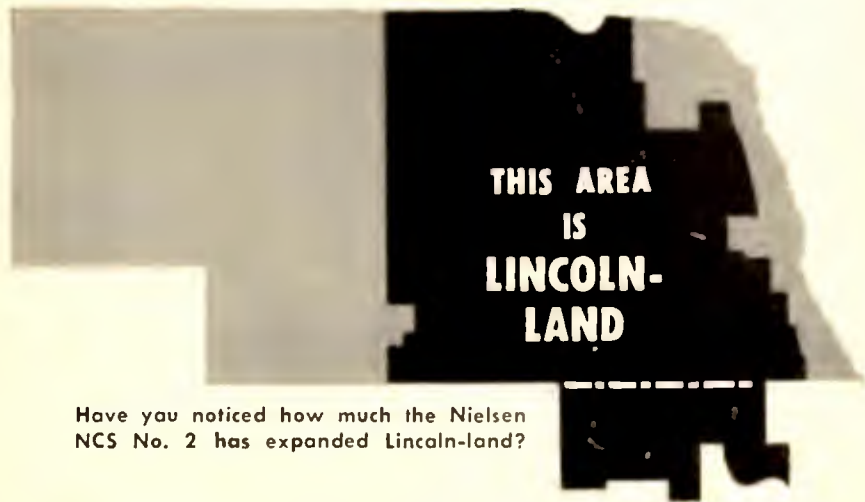 THIS AREA
IS
LINCOLN-
LAND
Have you noticed how much the Nielsen
NCS No. 2 has expanded Lincoln-land?